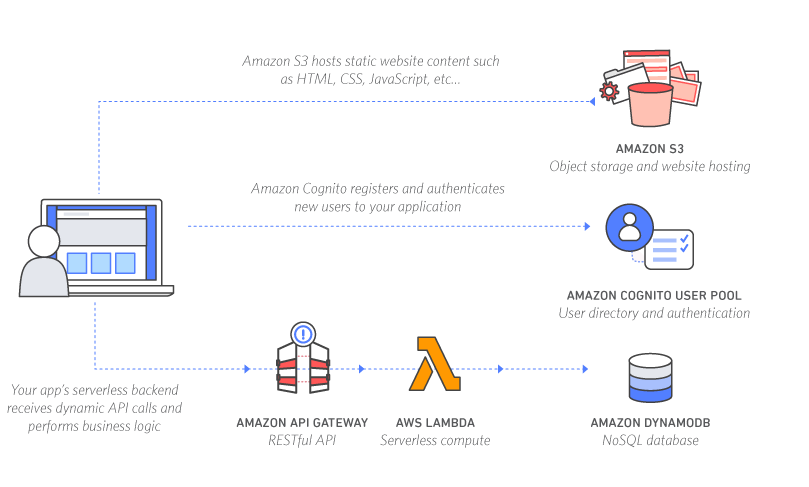 Amazon S3 hosts static website content such
as HTML, CSS, JavaScript, etc...
AMAZON S3
Object storage and website hosting
Amazon Cognito registers and authenticates
new users to your application
AMAZON COGNITO USER POOL
User directory and authentication
Your app's serverless backend
receives dynamic API calls and
performs business logic
AMAZON API GATEWAY
RESTful API
AWS LAMBDA
Serverless compute
AMAZON DYNAMODB
NoSQL database